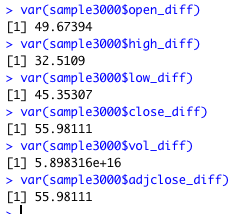 > var(sample3000$open_diff)
[1] 49.67394
> var(sample3000$high_diff)
[1] 32.5109
> var(sample3000$low_diff)
[1] 45.35307
> var(sample3000$close_diff)
[1] 55.98111
> var(sample3000$vol_diff)
[1] 5.898316e+16
> var(sample3000$adjclose_diff)
[1] 55.98111
>